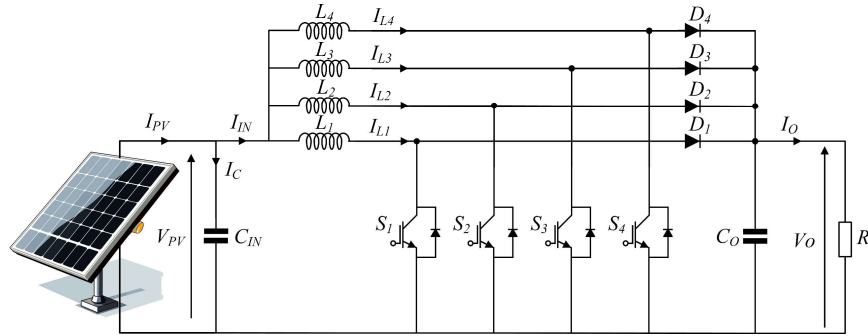 L4 IL4 D4
L3 IL3 D3
L2 IL2 D2
IPV IIN L1 IL1 D1 IO
IC
VPV CIN S1 S2 S3 S4 CO VO R